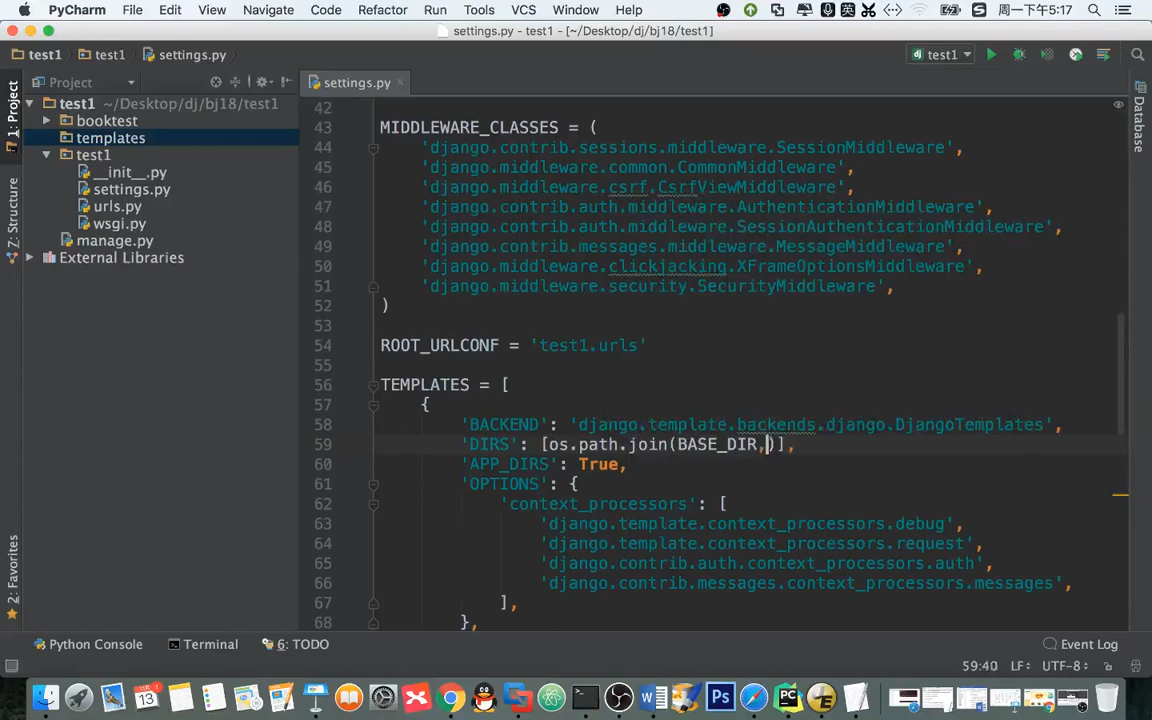 PyCharm File Edit View Navigate Code Refactor Run Tools VCS Window Help 英 周一下午5:17
settings.py - test1 - [~/Desktop/dj/bj18/test1]
test1 test1 settings.py test1
Project settings.py
test1 ~/Desktop/dj/bj18/test1
booktest
templates
test1
__init__.py
settings.py
urls.py
wsgi.py
manage.py
External Libraries
1: Project
7: Structure
2: Favorites
Database
42
43 MIDDLEWARE_CLASSES = (
44 'django.contrib.sessions.middleware.SessionMiddleware',
45 'django.middleware.common.CommonMiddleware',
46 'django.middleware.csrf.CsrfViewMiddleware',
47 'django.contrib.auth.middleware.AuthenticationMiddleware',
48 'django.contrib.auth.middleware.SessionAuthenticationMiddleware',
49 'django.contrib.messages.middleware.MessageMiddleware',
50 'django.middleware.clickjacking.XFrameOptionsMiddleware',
51 'django.middleware.security.SecurityMiddleware',
52 )
53
54 ROOT_URLCONF = 'test1.urls'
55
56 TEMPLATES = [
57 {
58 'BACKEND': 'django.template.backends.django.DjangoTemplates',
59 'DIRS': [os.path.join(BASE_DIR,)],
60 'APP_DIRS': True,
61 'OPTIONS': {
62 'context_processors': [
63 'django.template.context_processors.debug',
64 'django.template.context_processors.request',
65 'django.contrib.auth.context_processors.auth',
66 'django.contrib.messages.context_processors.messages',
67 ],
68 },
Python Console Terminal 6: TODO Event Log
59:40 LF÷ UTF-8÷
13
Ps
PC